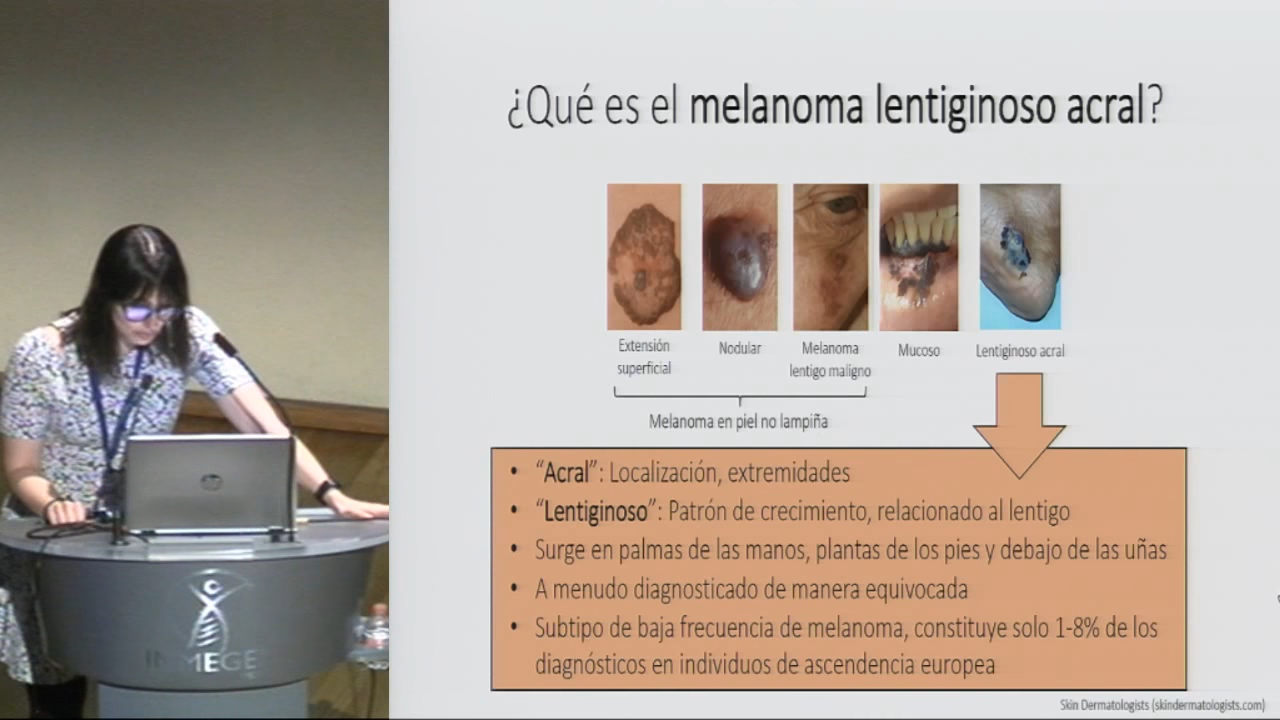 ¿Qué es el melanoma lentiginoso acral?
Extensión
superficial
Nodular
Melanoma
lentigo maligno
Mucoso
Lentiginoso acral
Melanoma en piel no lampiña
• “Acral”: Localización, extremidades
• “Lentiginoso”: Patrón de crecimiento, relacionado al lentigo
• Surge en palmas de las manos, plantas de los pies y debajo de las uñas
• A menudo diagnosticado de manera equivocada
• Subtipo de baja frecuencia de melanoma, constituye solo 1-8% de los
diagnósticos en individuos de ascendencia europea
Skin Dermatologists (skindermatologists.com)
INMEGE